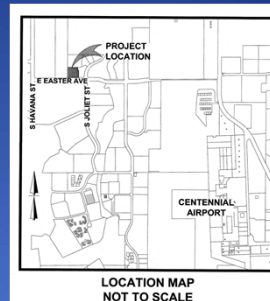 PROJECT
LOCATION
E EASTER AVE
S HAVANA ST
S JOLIET ST
CENTENNIAL
AIRPORT
LOCATION MAP
NOT TO SCALE